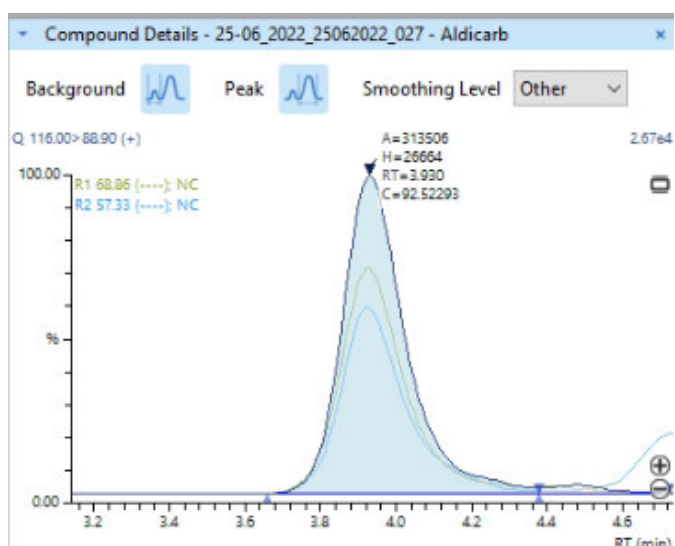 Compound Details - 25-06_2022_25062022_027 - Aldicarb
Background Peak Smoothing Level Other
Q 116.00>88.90 (+)
A=313506
2.67e4
H=26664
RT=3.930
C=92.52293
100.00
R1 68.86 (----); NC
R2 57.33 (----); NC
%
0.00
3.2 3.4 3.6 3.8 4.0 4.2 4.4 4.6
RT (min)